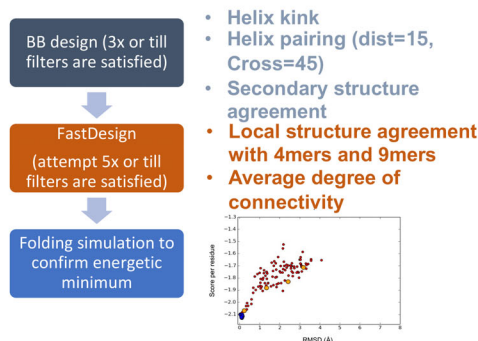 BB design (3x or till
filters are satisfied)
FastDesign
(attempt 5x or till
filters are satisfied)
Folding simulation to
confirm energetic
minimum
• Helix kink
• Helix pairing (dist=15,
Cross=45)
• Secondary structure
agreement
• Local structure agreement
with 4mers and 9mers
• Average degree of
connectivity
Score per residue
−1.3
−1.4
−1.5
−1.6
−1.7
−1.8
−1.9
−2.0
−2.1
0 1 2 3 4 5 6 7 8
RMSD (Å)